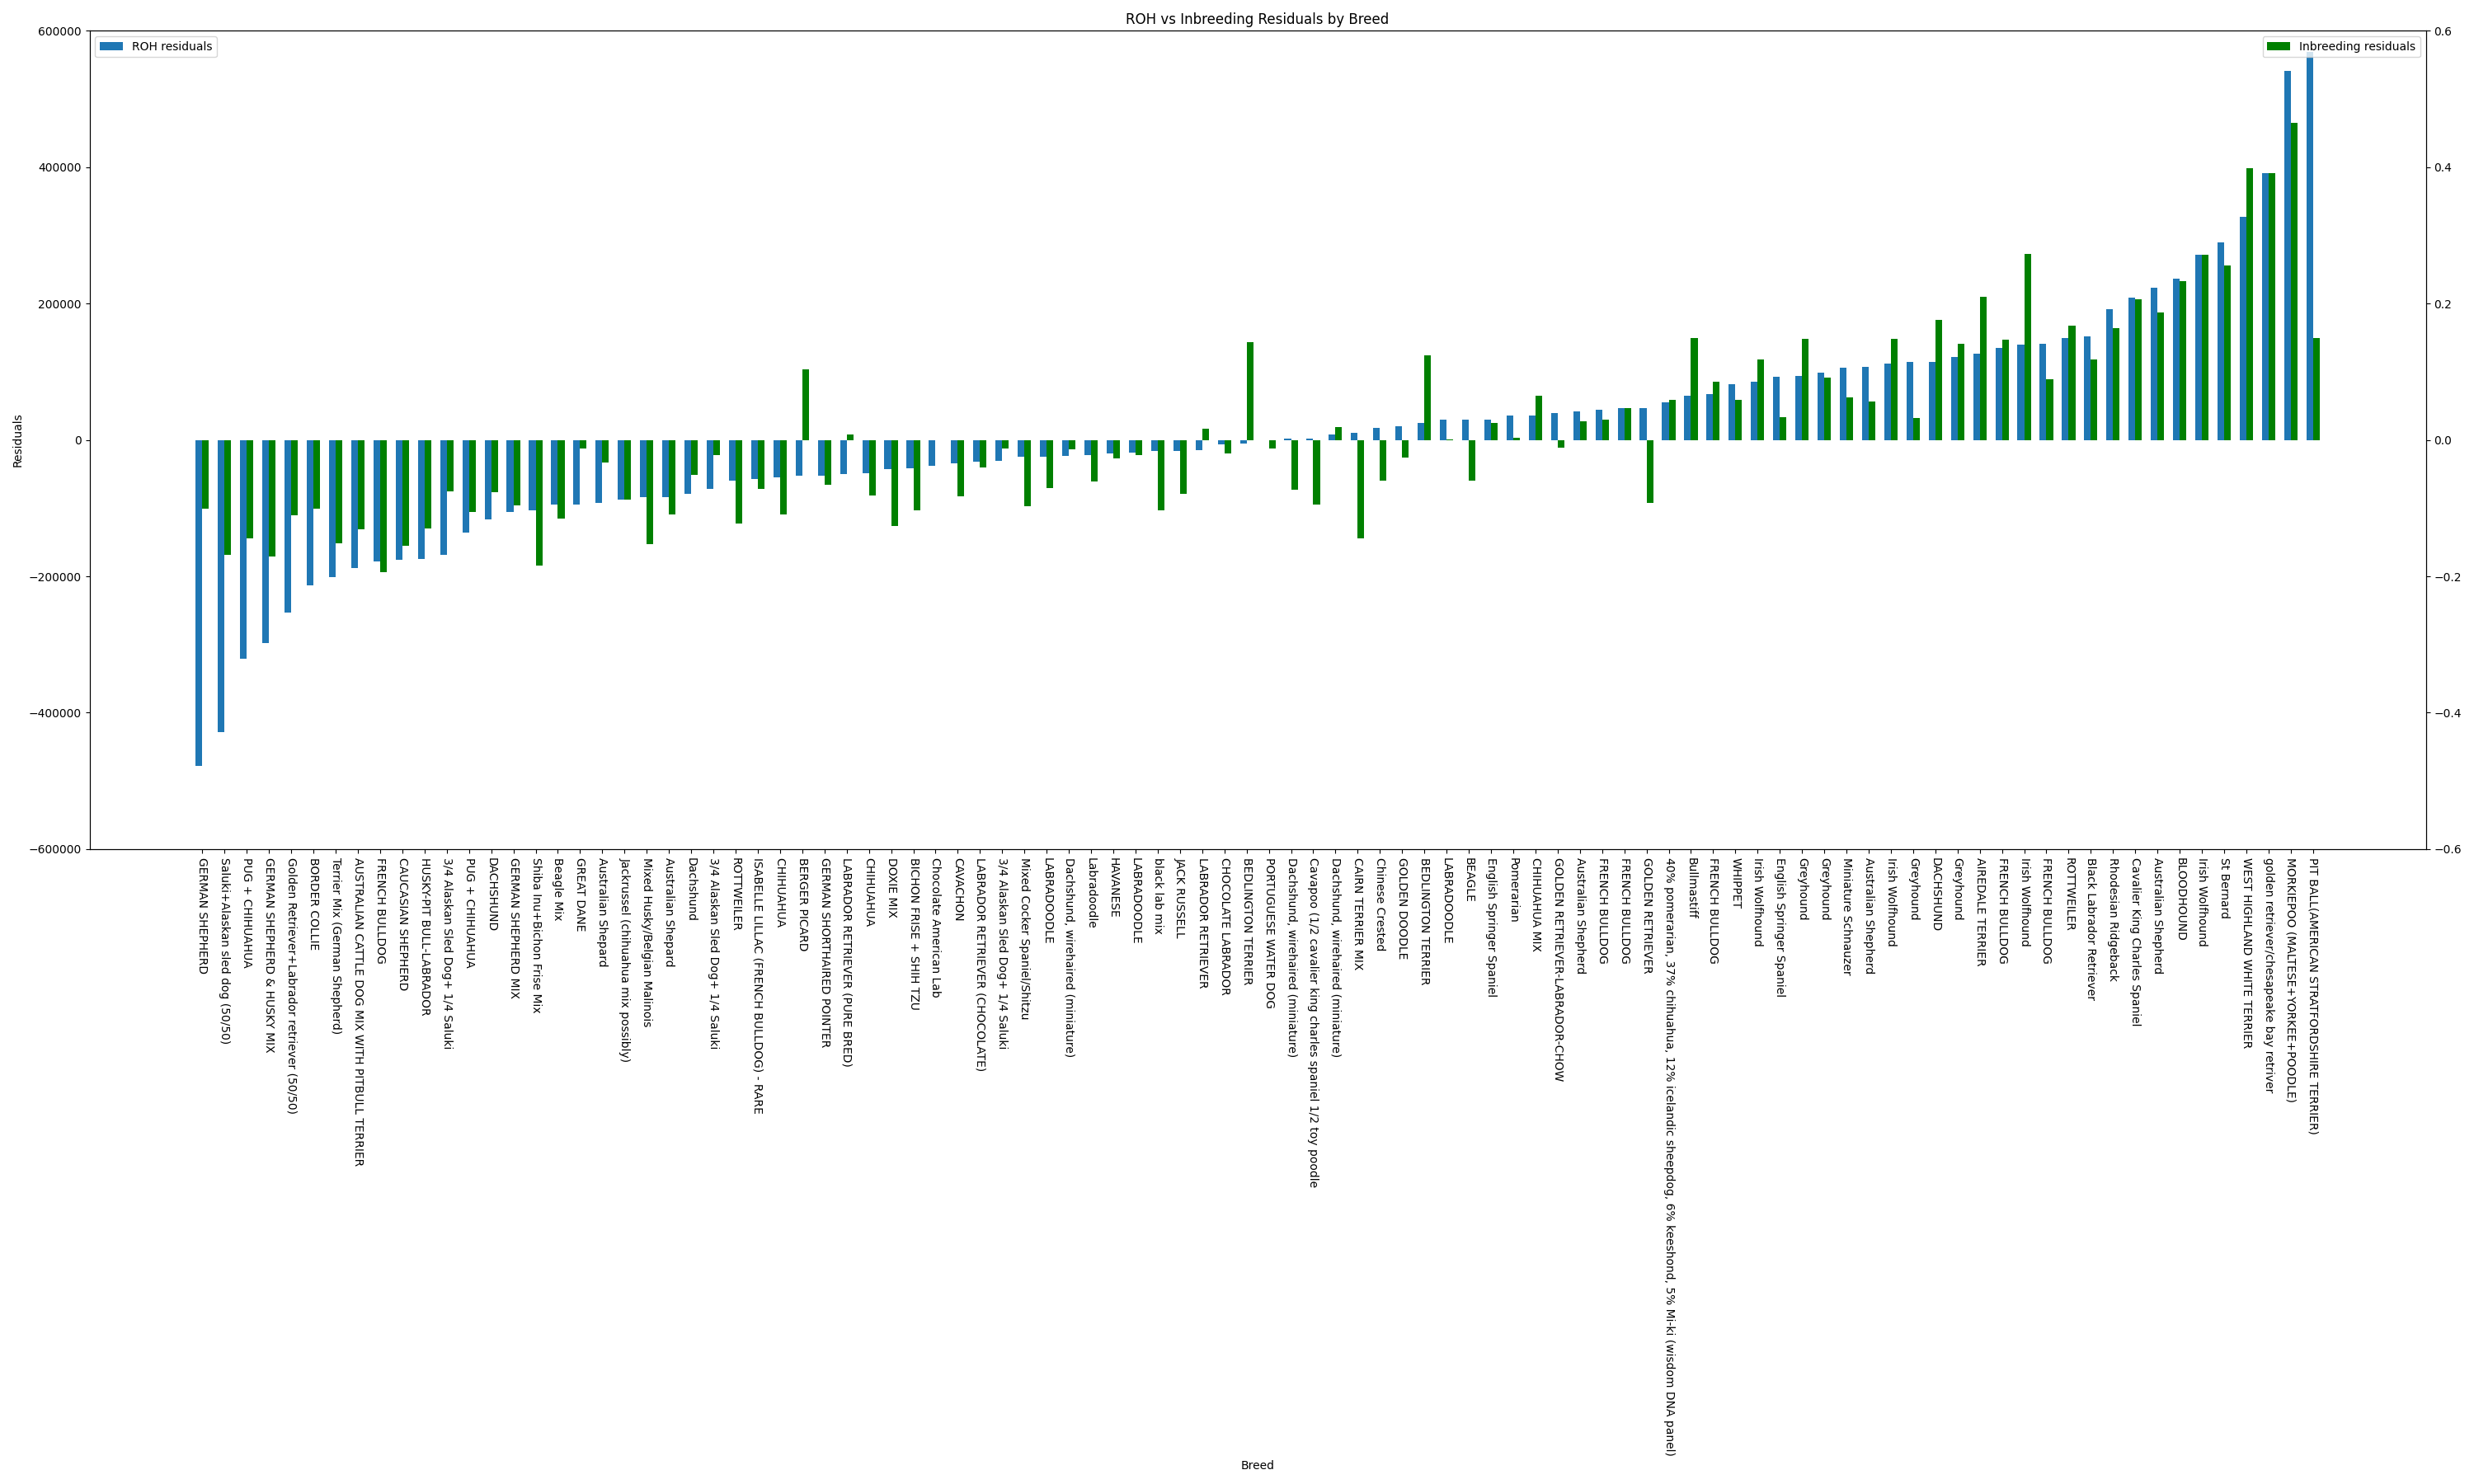 ROH vs Inbreeding Residuals by Breed
ROH residuals
Inbreeding residuals
600000
400000
200000
0
−200000
−400000
−600000
Residuals
0.6
0.4
0.2
0.0
−0.2
−0.4
−0.6
GERMAN SHEPHERD
Saluki+Alaskan sled dog (50/50)
PUG + CHIHUAHUA
GERMAN SHEPHERD & HUSKY MIX
Golden Retriever+Labrador retriever (50/50)
BORDER COLLIE
Terrier Mix (German Shepherd)
AUSTRALIAN CATTLE DOG MIX WITH PITBULL TERRIER
FRENCH BULLDOG
CAUCASIAN SHEPHERD
HUSKY-PIT BULL-LABRADOR
3/4 Alaskan Sled Dog+ 1/4 Saluki
PUG + CHIHUAHUA
DACHSHUND
GERMAN SHEPHERD MIX
Shiba Inu+Bichon Frise Mix
Beagle Mix
GREAT DANE
Australian Shepard
Jackrussel (chihuahua mix possibly)
Mixed Husky/Belgian Malinois
Australian Shepard
Dachshund
3/4 Alaskan Sled Dog+ 1/4 Saluki
ROTTWEILER
ISABELLE LILLAC (FRENCH BULLDOG) - RARE
CHIHUAHUA
BERGER PICARD
GERMAN SHORTHAIRED POINTER
LABRADOR RETRIEVER (PURE BRED)
CHIHUAHUA
DOXIE MIX
BICHON FRISE + SHIH TZU
Chocolate American Lab
CAVACHON
LABRADOR RETRIEVER (CHOCOLATE)
3/4 Alaskan Sled Dog+ 1/4 Saluki
Mixed Cocker Spaniel/Shitzu
LABRADOODLE
Dachshund, wirehaired (miniature)
Labradoodle
HAVANESE
LABRADOODLE
black lab mix
JACK RUSSELL
LABRADOR RETRIEVER
CHOCOLATE LABRADOR
BEDLINGTON TERRIER
PORTUGUESE WATER DOG
Dachshund, wirehaired (miniature)
Cavapoo (1/2 cavalier king charles spaniel 1/2 toy poodle
Dachshund, wirehaired (miniature)
CAIRN TERRIER MIX
Chinese Crested
GOLDEN DOODLE
BEDLINGTON TERRIER
LABRADOODLE
BEAGLE
English Springer Spaniel
Pomerarian
CHIHUAHUA MIX
GOLDEN RETRIEVER-LABRADOR-CHOW
Australian Shepherd
FRENCH BULLDOG
FRENCH BULLDOG
GOLDEN RETRIEVER
40% pomerarian, 37% chihuahua, 12% icelandic sheepdog, 6% keeshond, 5% Mi-ki (wisdom DNA panel)
Bullmastiff
FRENCH BULLDOG
WHIPPET
Irish Wolfhound
English Springer Spaniel
Greyhound
Greyhound
Miniature Schnauzer
Australian Shepherd
Irish Wolfhound
Greyhound
DACHSHUND
Greyhound
AIREDALE TERRIER
FRENCH BULLDOG
Irish Wolfhound
FRENCH BULLDOG
ROTTWEILER
Black Labrador Retriever
Rhodesian Ridgeback
Cavalier King Charles Spaniel
Australian Shepherd
BLOODHOUND
Irish Wolfhound
St Bernard
WEST HIGHLAND WHITE TERRIER
golden retriever/chesapeake bay retriver
MORKIEPOO (MALTESE+YORKEE+POODLE)
PIT BALL(AMERICAN STRATFORDSHIRE TERRIER)
Breed